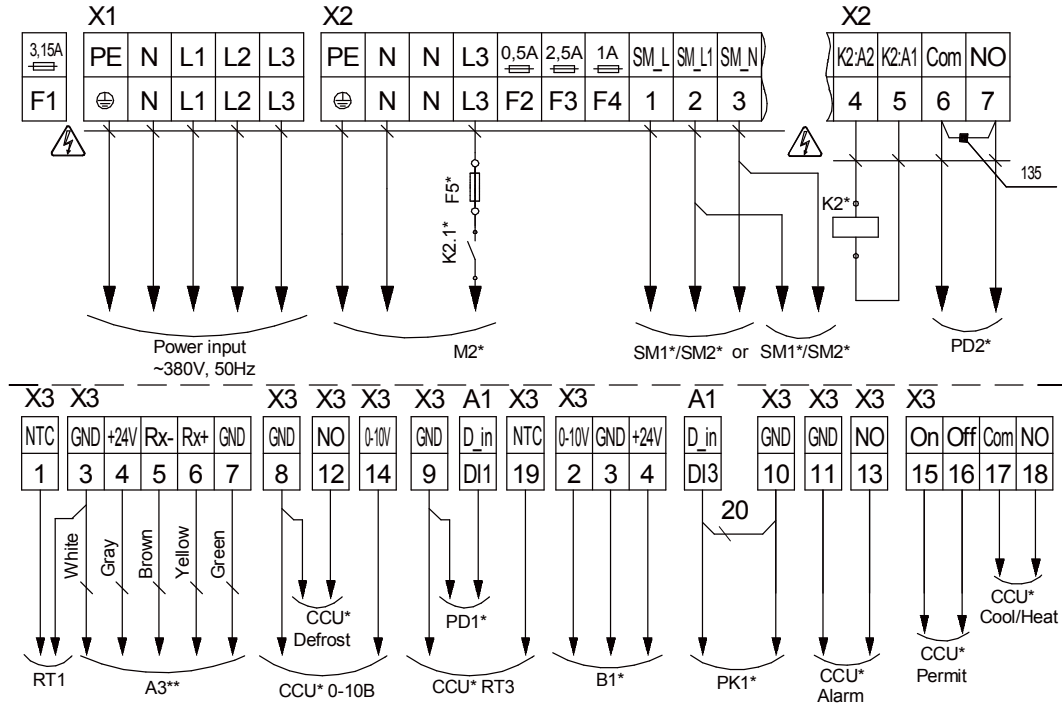 X1 X2 X2
3,15A PE N L1 L2 L3 PE N N L3 0,5A 2,5A 1A SM_L SM_L1 SM_N K2:A2 K2:A1 Com NO
F1 N L1 L2 L3 N N L3 F2 F3 F4 1 2 3 4 5 6 7
135
F5*
K2*
K2.1*
Power input
~380V, 50Hz
M2*
SM1*/SM2* or SM1*/SM2*
PD2*
X3 X3 X3 X3 X3 X3 A1 X3 X3 A1 X3 X3 X3 X3
NTC GND +24V Rx- Rx+ GND GND NO 0-10V GND D_in NTC 0-10V GND +24V D_in GND GND NO On Off Com NO
1 3 4 5 6 7 8 12 14 9 DI1 19 2 3 4 DI3 10 11 13 15 16 17 18
20
White
Gray
Brown
Yellow
Green
CCU*
Defrost
PD1*
CCU*
Cool/Heat
RT1
A3**
CCU* 0-10B
CCU* RT3
B1*
PK1*
CCU*
Alarm
CCU*
Permit